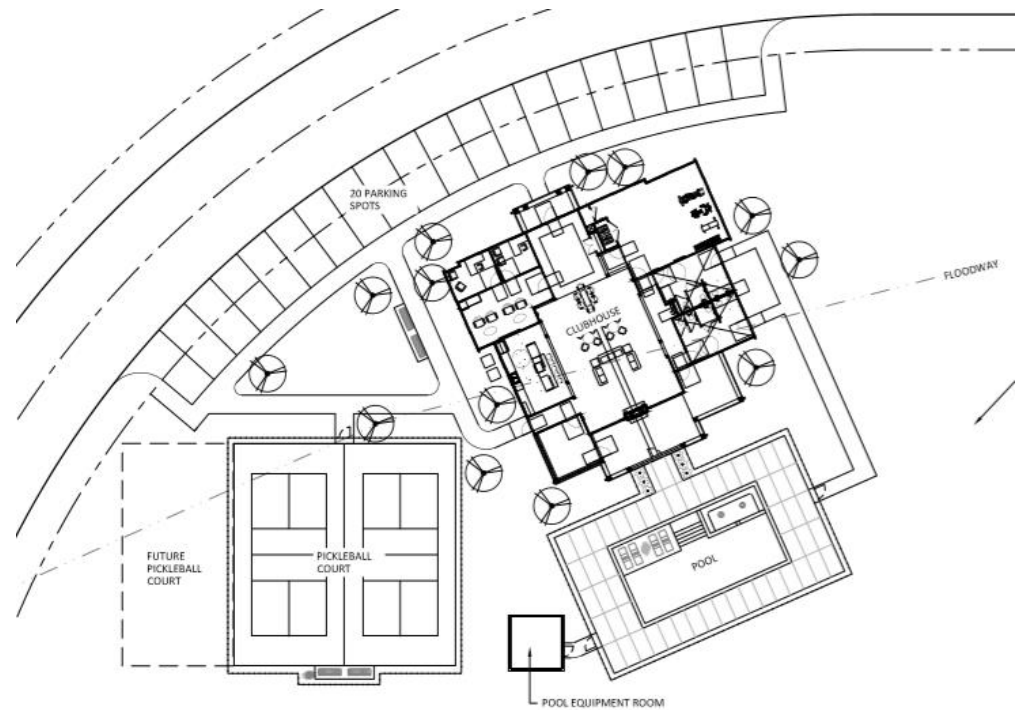 20 PARKING
SPOTS
CLUBHOUSE
FLOODWAY
FUTURE
PICKLEBALL
COURT
PICKLEBALL
COURT
POOL
POOL EQUIPMENT ROOM